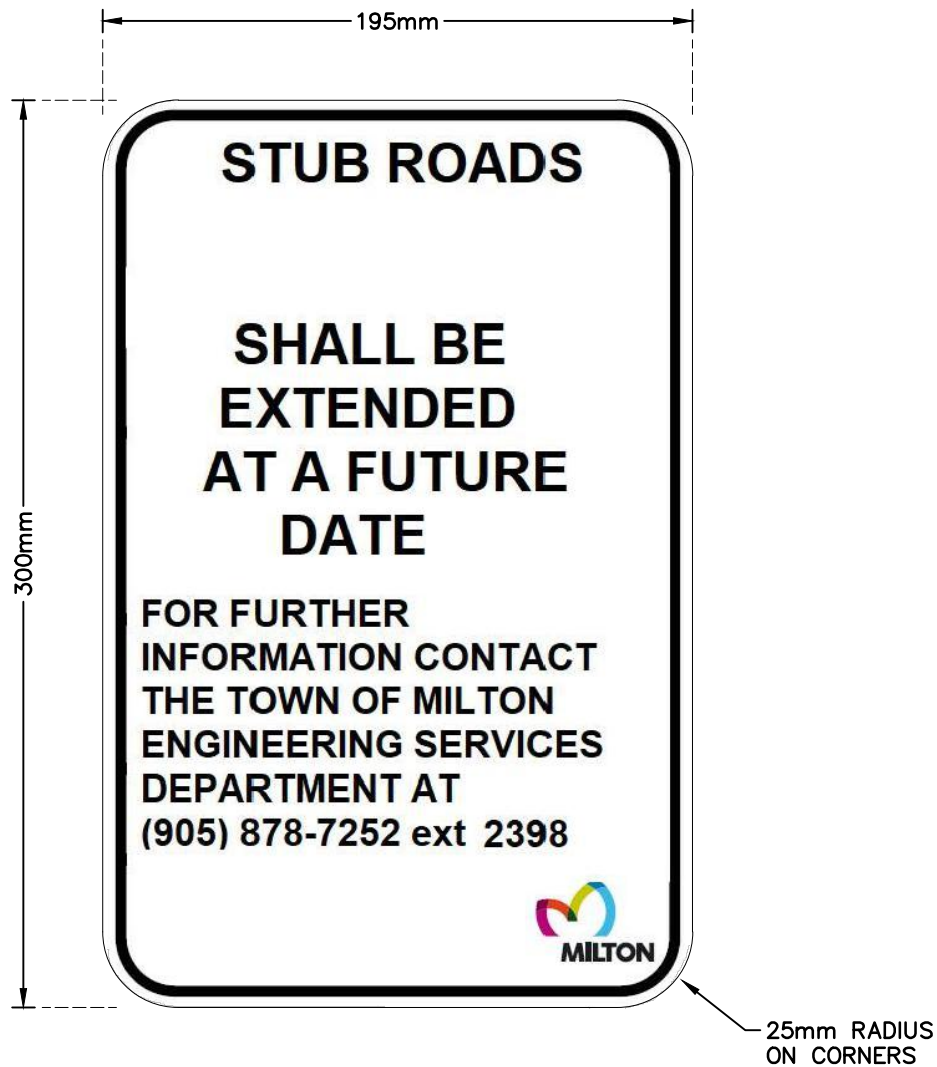 195mm
STUB ROADS
SHALL BE
EXTENDED
AT A FUTURE
DATE
300mm
FOR FURTHER
INFORMATION CONTACT
THE TOWN OF MILTON
ENGINEERING SERVICES
DEPARTMENT AT
(905) 878-7252 ext 2398
MILTON
25mm RADIUS
ON CORNERS